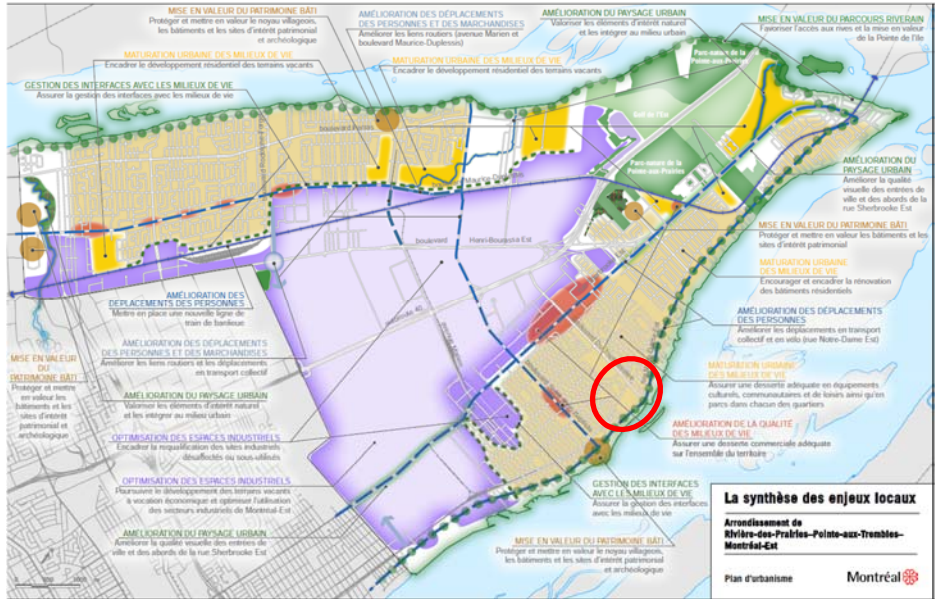 MISE EN VALEUR DU PATRIMOINE BÂTI
Protéger et mettre en valeur le noyau villageois,
les bâtiments et les sites d'intérêt patrimonial
et archéologique
AMÉLIORATION DES DÉPLACEMENTS
DES PERSONNES ET DES MARCHANDISES
Améliorer les liens routiers (avenue Marien et
boulevard Maurice-Duplessis)
AMÉLIORATION DU PAYSAGE URBAIN
Valoriser les éléments d'intérêt naturel
et les intégrer au milieu urbain
MISE EN VALEUR DU PARCOURS RIVERAIN
Favoriser l'accès aux rives et la mise en valeur
de la Pointe de l'île
MATURATION URBAINE DES MILIEUX DE VIE
Encadrer le développement résidentiel des terrains vacants
MATURATION URBAINE DES MILIEUX DE VIE
Encadrer le développement résidentiel des terrains vacants
GESTION DES INTERFACES AVEC LES MILIEUX DE VIE
Assurer la gestion des interfaces avec les milieux de vie
Parc-nature de la
Pointe-aux-Prairies
Golf de l'Est
Parc-nature de la
Pointe-aux-Prairies
boulevard Perras
Maurice-Duplessis
boulevard Henri-Bourassa Est
autoroute 40
AMÉLIORATION DU
PAYSAGE URBAIN
Améliorer la qualité
visuelle des entrées de
ville et des abords de la
rue Sherbrooke Est
MISE EN VALEUR DU PATRIMOINE BÂTI
Protéger et mettre en valeur les bâtiments et les
sites d'intérêt patrimonial
MATURATION URBAINE
DES MILIEUX DE VIE
Encourager et encadrer la rénovation
des bâtiments résidentiels
AMÉLIORATION DES DÉPLACEMENTS
DES PERSONNES
Améliorer les déplacements en transport
collectif et en vélo (rue Notre-Dame Est)
MATURATION URBAINE
DES MILIEUX DE VIE
Assurer une desserte adéquate en équipements
culturels, communautaires et de loisirs ainsi qu'en
parcs dans chacun des quartiers
AMÉLIORATION DE LA QUALITÉ
DES MILIEUX DE VIE
Assurer une desserte commerciale adéquate
sur l'ensemble du territoire
GESTION DES INTERFACES
AVEC LES MILIEUX DE VIE
Assurer la gestion des interfaces
avec les milieux de vie
MISE EN VALEUR DU PATRIMOINE BÂTI
Protéger et mettre en valeur le noyau villageois,
les bâtiments et les sites d'intérêt patrimonial
et archéologique
AMÉLIORATION DES
DÉPLACEMENTS DES PERSONNES
Mettre en place une nouvelle ligne de
train de banlieue
AMÉLIORATION DES DÉPLACEMENTS
DES PERSONNES ET DES MARCHANDISES
Améliorer les liens routiers et les déplacements
en transport collectif
MISE EN VALEUR
DU
PATRIMOINE BÂTI
Protéger et mettre
en valeur les
bâtiments et les
sites d'intérêt
patrimonial et
archéologique
AMÉLIORATION DU PAYSAGE URBAIN
Valoriser les éléments d'intérêt naturel
et les intégrer au milieu urbain
OPTIMISATION DES ESPACES INDUSTRIELS
Encadrer la requalification des sites industriels
désaffectés ou sous-utilisés
OPTIMISATION DES ESPACES INDUSTRIELS
Poursuivre le développement des terrains vacants
à vocation économique et optimiser l'utilisation
des secteurs industriels de Montréal-Est
AMÉLIORATION DU PAYSAGE URBAIN
Améliorer la qualité visuelle des entrées de
ville et des abords de la rue Sherbrooke Est
La synthèse des enjeux locaux
Arrondissement de
Rivière-des-Prairies–Pointe-aux-Trembles–
Montréal-Est
Plan d'urbanisme
Montréal